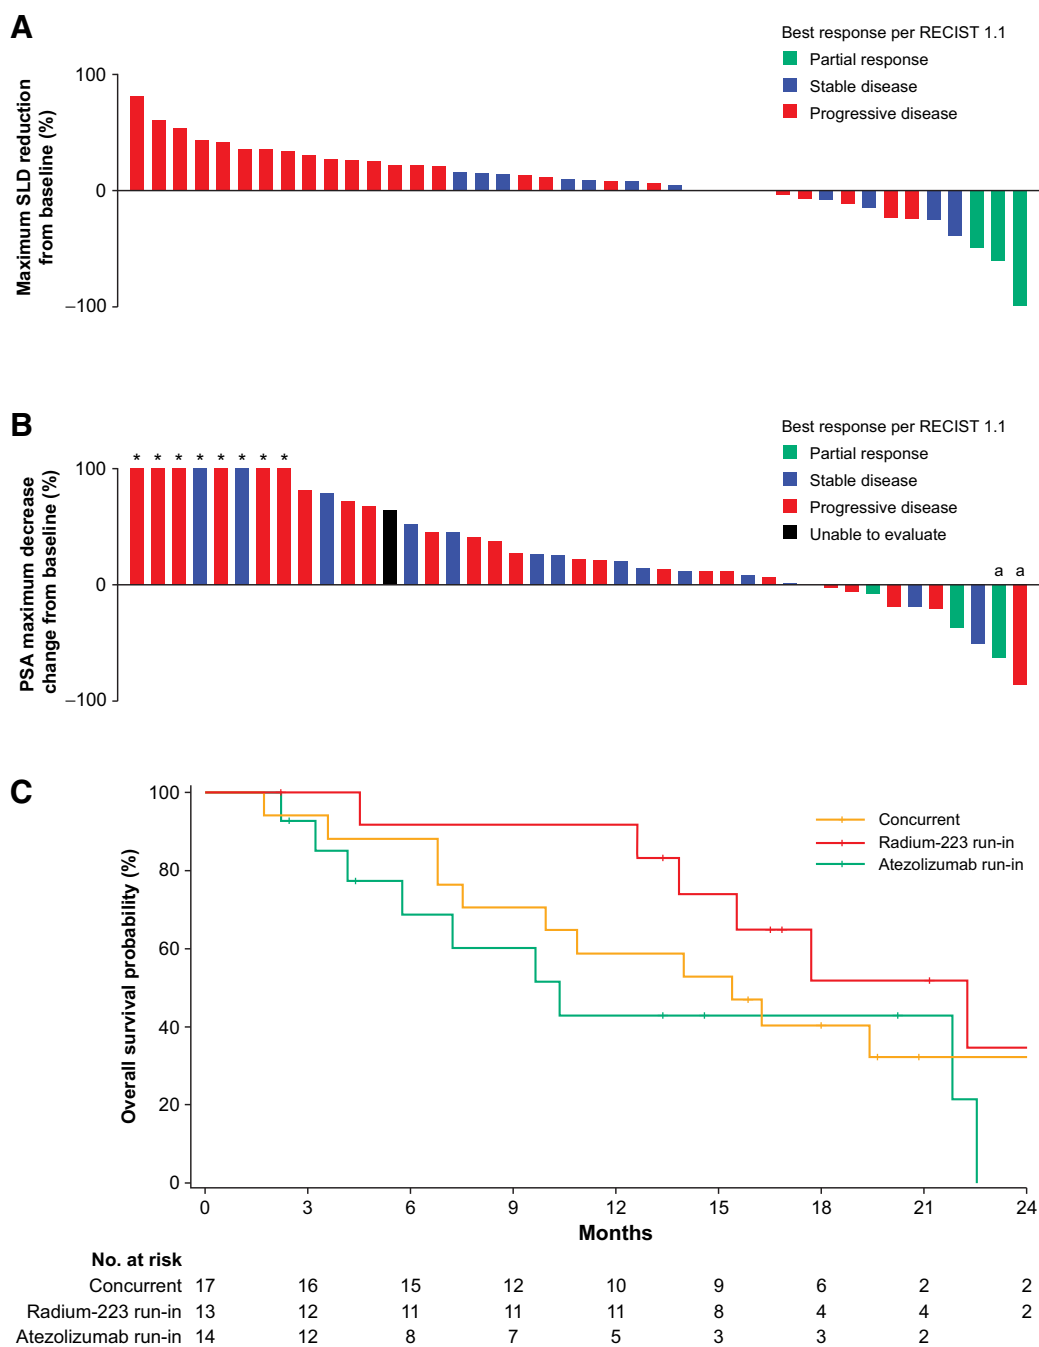 A
Best response per RECIST 1.1
Partial response
Stable disease
Progressive disease
Maximum SLD reduction
from baseline (%)
100
0
–100
B
Best response per RECIST 1.1
Partial response
Stable disease
Progressive disease
Unable to evaluate
PSA maximum decrease
change from baseline (%)
* * * * * * * *
100
0
–100
a a
C
Overall survival probability (%)
100
80
60
40
20
0
Concurrent
Radium-223 run-in
Atezolizumab run-in
0 3 6 9 12 15 18 21 24
Months
No. at risk
Concurrent 17 16 15 12 10 9 6 2 2
Radium-223 run-in 13 12 11 11 11 8 4 4 2
Atezolizumab run-in 14 12 8 7 5 3 3 2